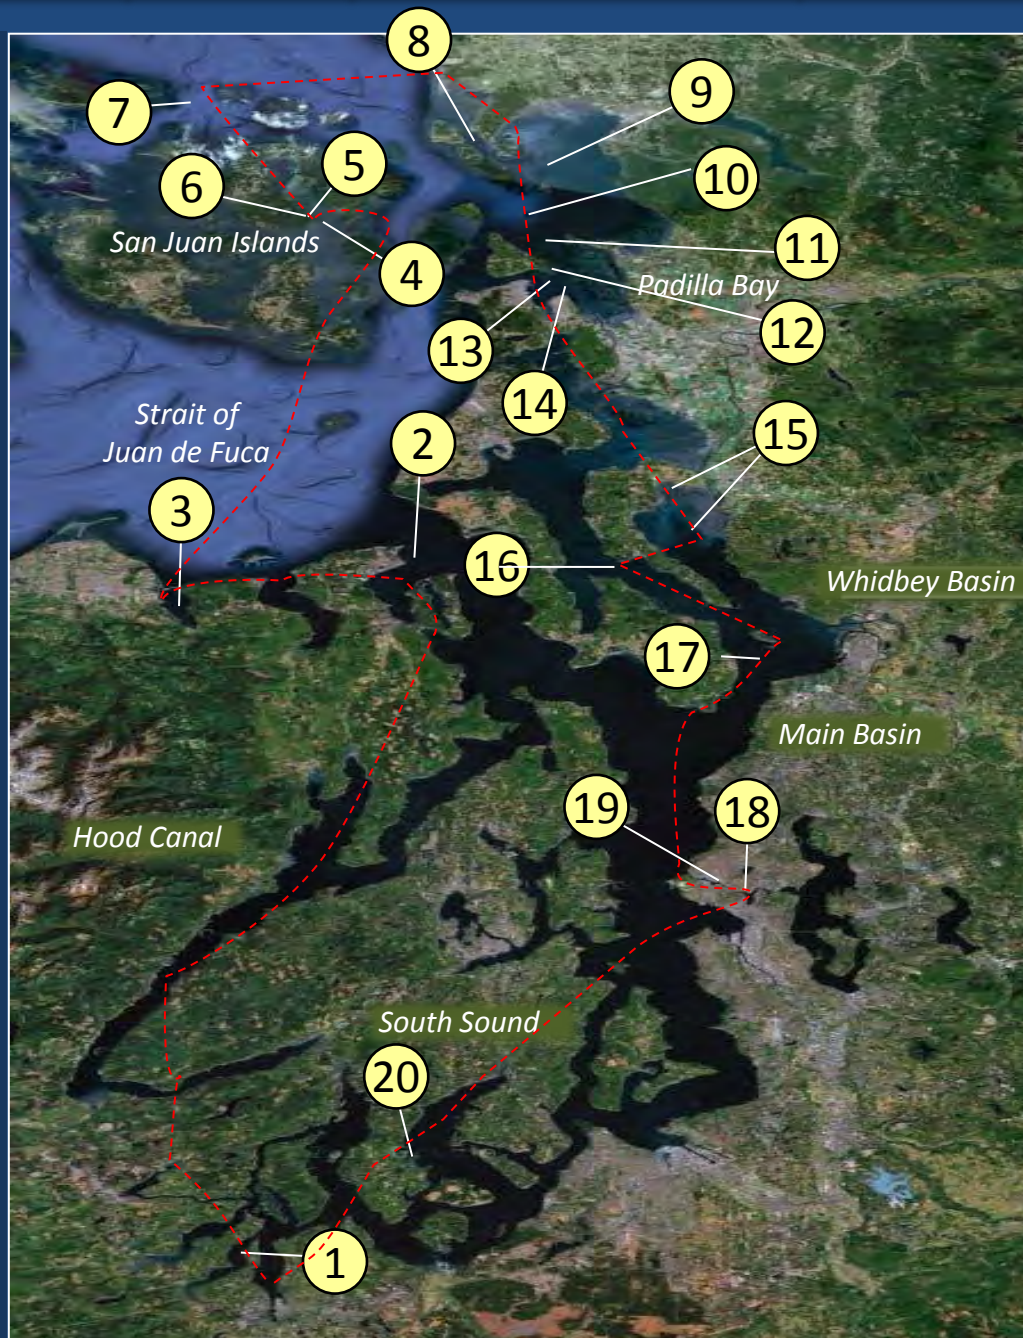 8
7
9
5
6
10
San Juan Islands
11
4
Padilla Bay
12
13
14
Strait of
Juan de Fuca
2
15
3
16
Whidbey Basin
17
Main Basin
19
18
Hood Canal
South Sound
20
1